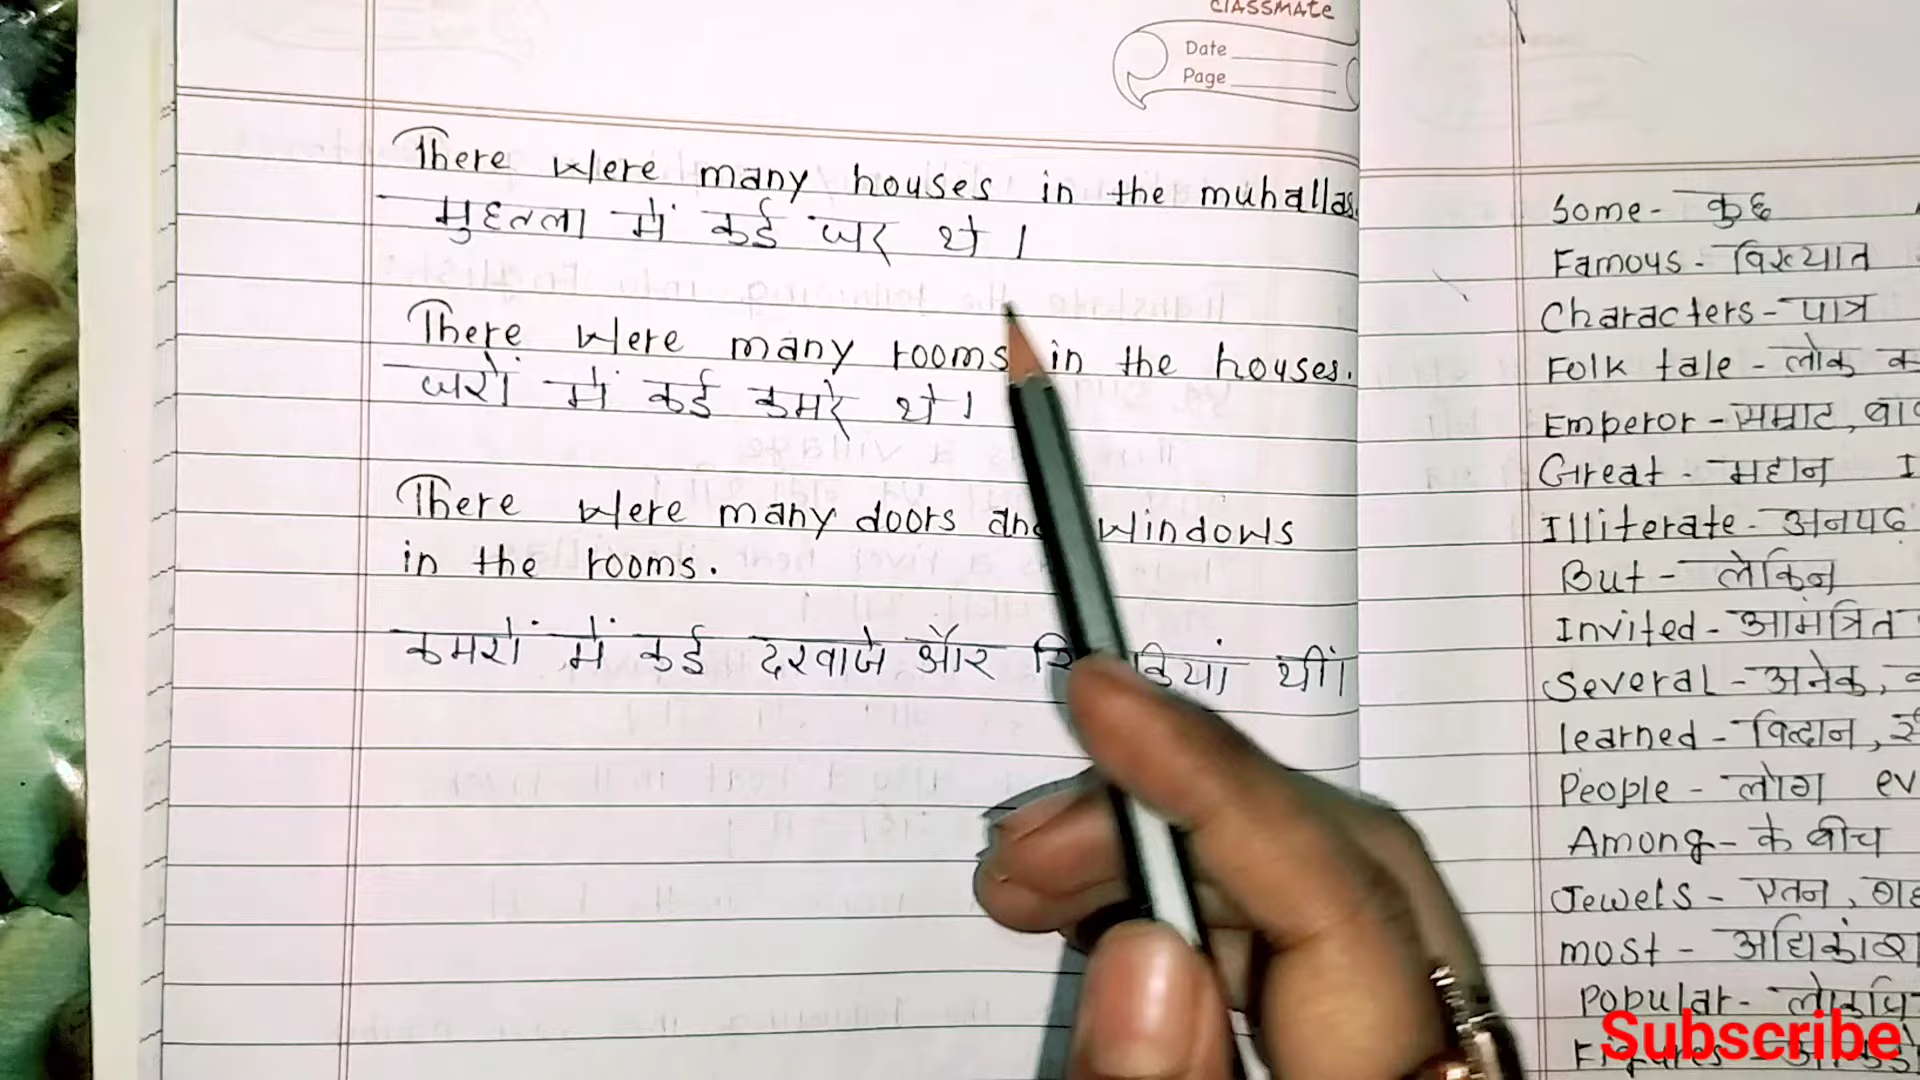 CLASSMATE
Date
Page
There were many houses in the muhallas.
मुहल्ला में कई घर थे।
There were many rooms in the houses.
घरों में कई कमरे थे।
There were many doors and windows
in the rooms.
कमरों में कई दरवाजे और थीं।
Some - कुछ
Famous - विख्यात
Characters - पात्र
Folk tale - लोक
Emperor - सम्राट,
Great - महान
Illiterate - अनपढ़
But - लेकिन
Invited - आमंत्रित
Several - अनेक,
learned - विद्वान,
People - लोग
Among - के बीच
Jewels - रतन,
most - अधिकांश
Popular -
Subscribe